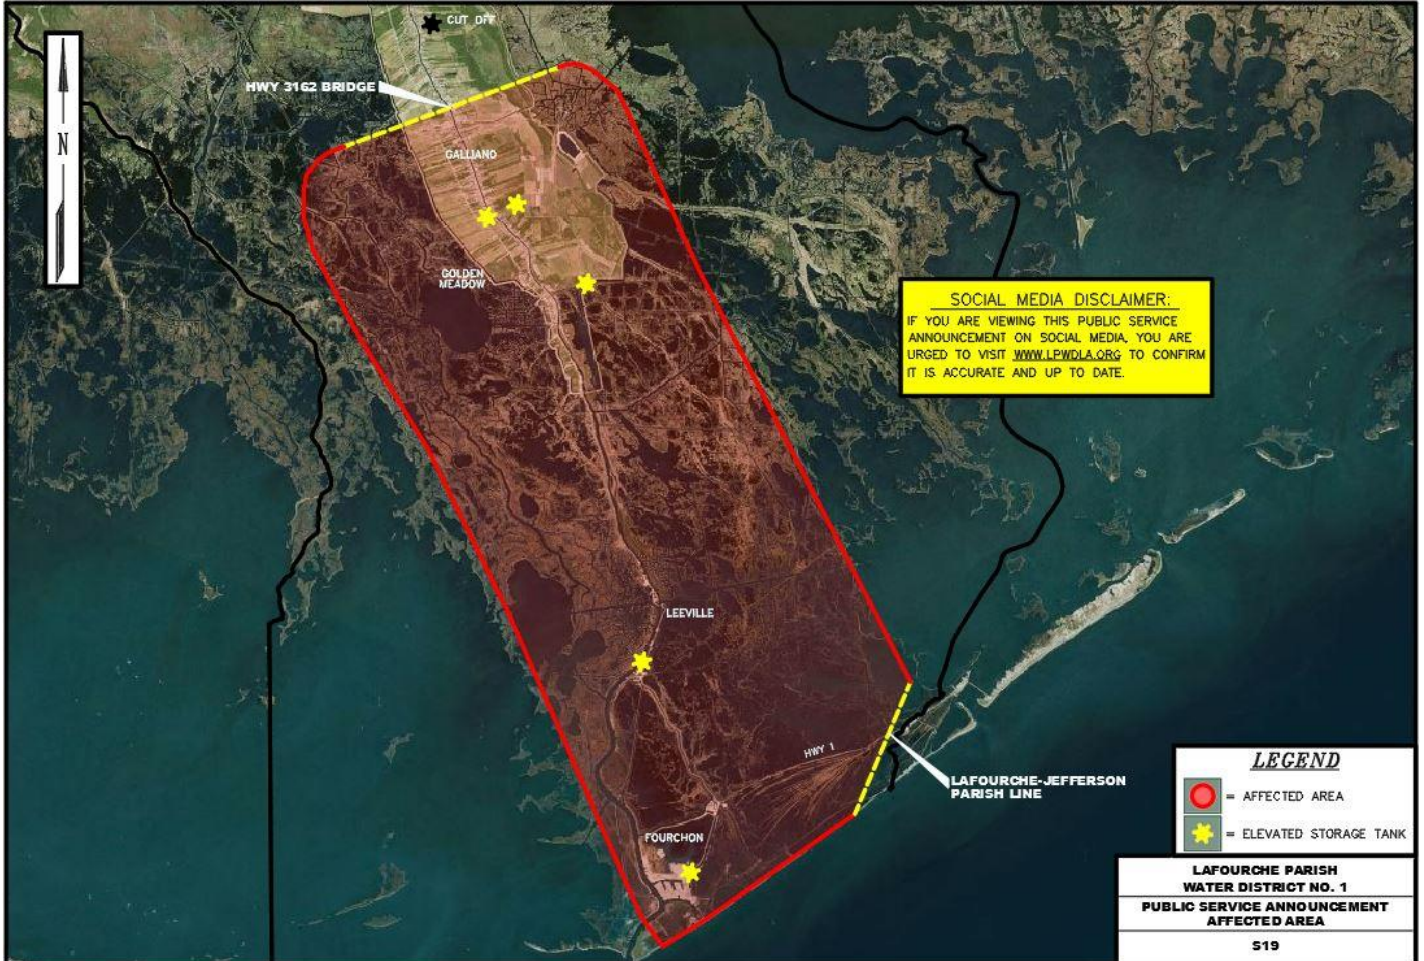 CUT OFF
HWY 3162 BRIDGE
N
GALLIANO
GOLDEN
MEADOW
SOCIAL MEDIA DISCLAIMER:
IF YOU ARE VIEWING THIS PUBLIC SERVICE
ANNOUNCEMENT ON SOCIAL MEDIA, YOU ARE
URGED TO VISIT WWW.LPWDLA.ORG TO CONFIRM
IT IS ACCURATE AND UP TO DATE.
LEEVILLE
HWY 1
LAFOURCHE-JEFFERSON
PARISH LINE
FOURCHON
LEGEND
= AFFECTED AREA
= ELEVATED STORAGE TANK
LAFOURCHE PARISH
WATER DISTRICT NO. 1
PUBLIC SERVICE ANNOUNCEMENT
AFFECTED AREA
S19